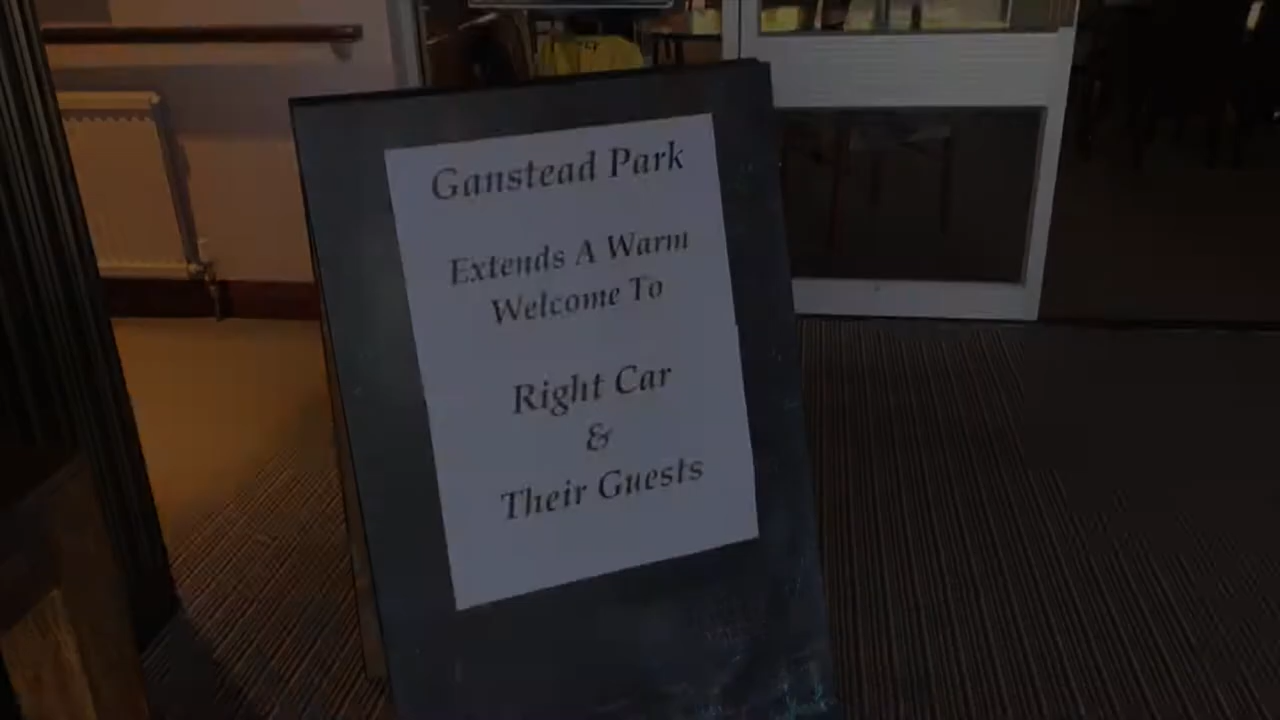 Ganstead Park
Extends A Warm
Welcome To
Right Car
&
Their Guests